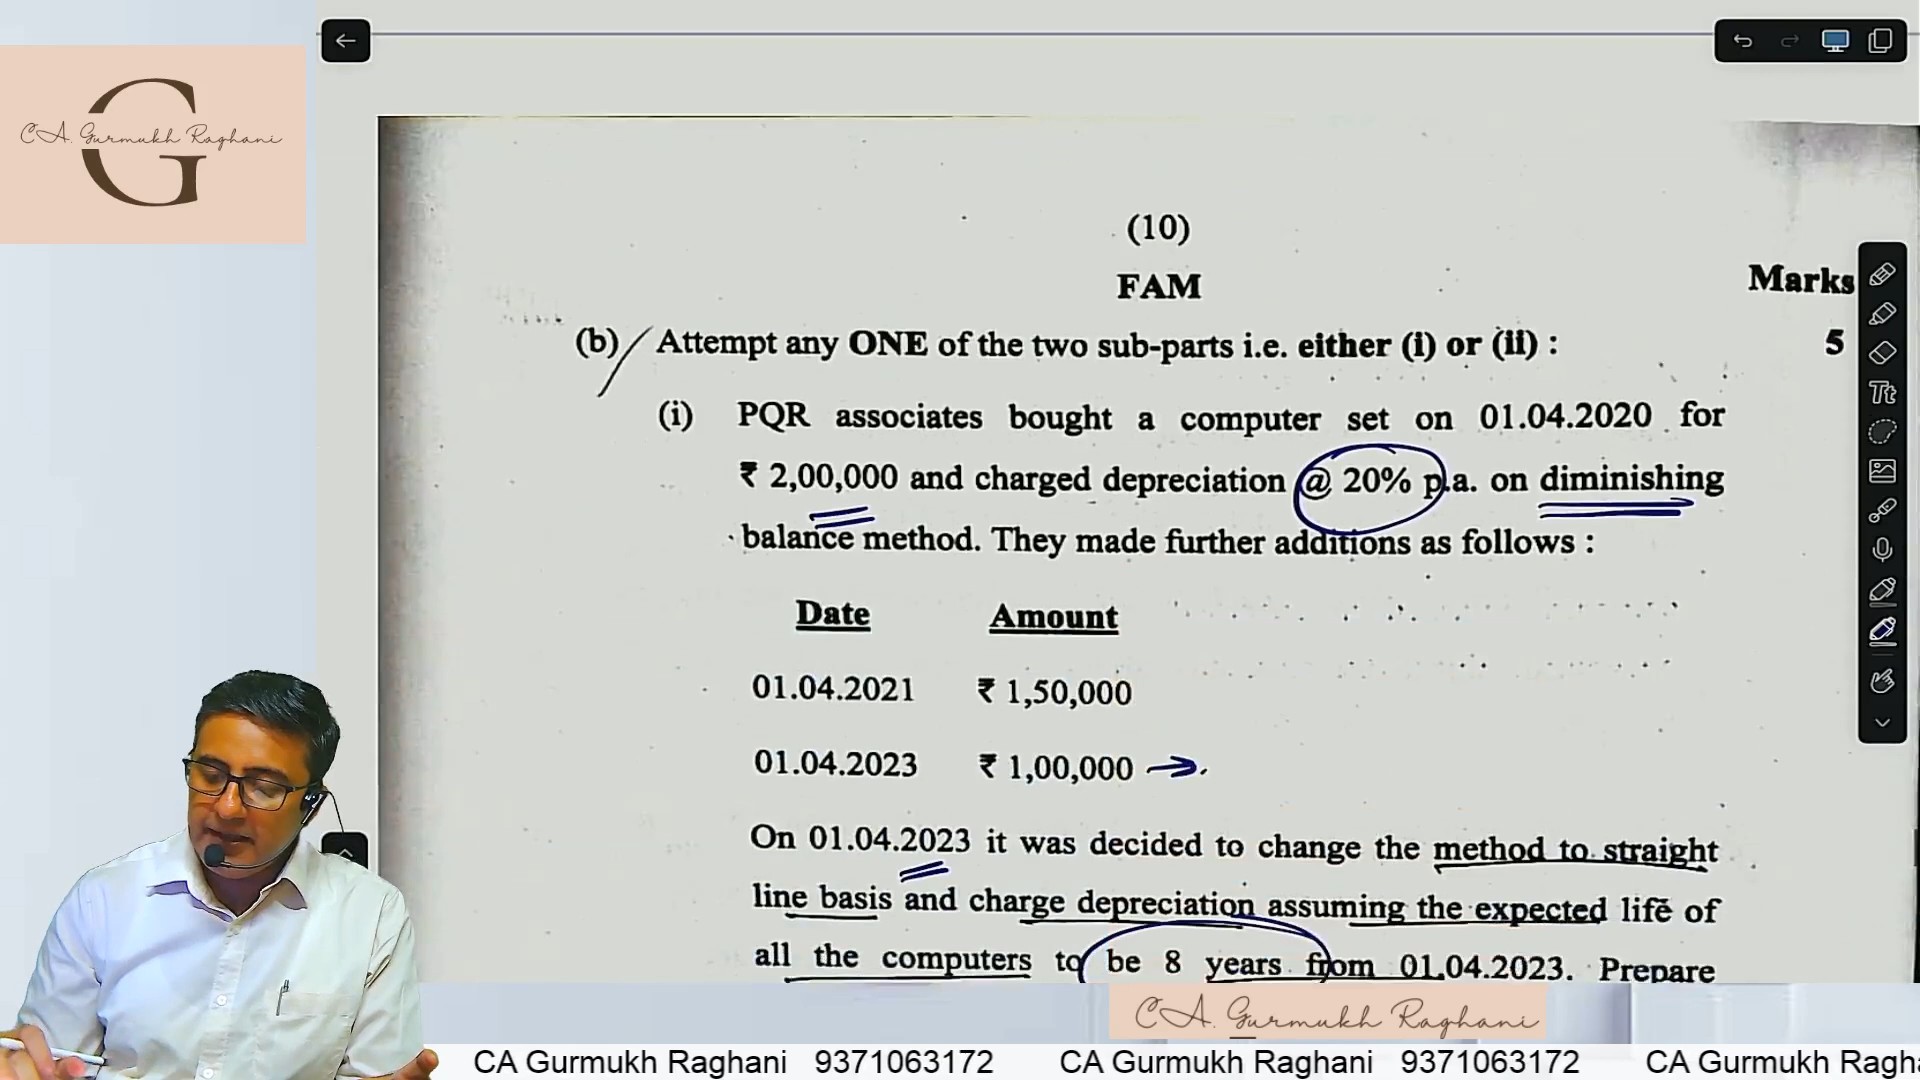 CA. Gurmukh Raghani
G
(10)
FAM
Marks
(b) Attempt any ONE of the two sub-parts i.e. either (i) or (ii) : 5
(i) PQR associates bought a computer set on 01.04.2020 for
₹ 2,00,000 and charged depreciation @ 20% p.a. on diminishing
balance method. They made further additions as follows :
Date Amount
01.04.2021 ₹ 1,50,000
01.04.2023 ₹ 1,00,000
On 01.04.2023 it was decided to change the method to straight
line basis and charge depreciation assuming the expected life of
all the computers to be 8 years from 01.04.2023. Prepare
Tt
CA. Gurmukh Raghani
CA Gurmukh Raghani 9371063172 CA Gurmukh Raghani 9371063172 CA Gurmukh Ragh